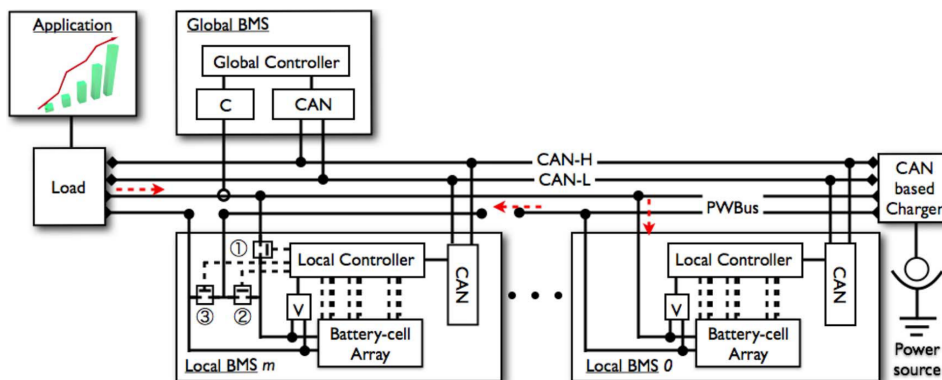 Application
Global BMS
Global Controller
C
CAN
Load
CAN-H
CAN-L
PWBus
CAN
based
Charger
①
Local Controller
CAN
③
②
V
Battery-cell
Array
Local BMS m
Local Controller
CAN
V
Battery-cell
Array
Local BMS 0
Power
source